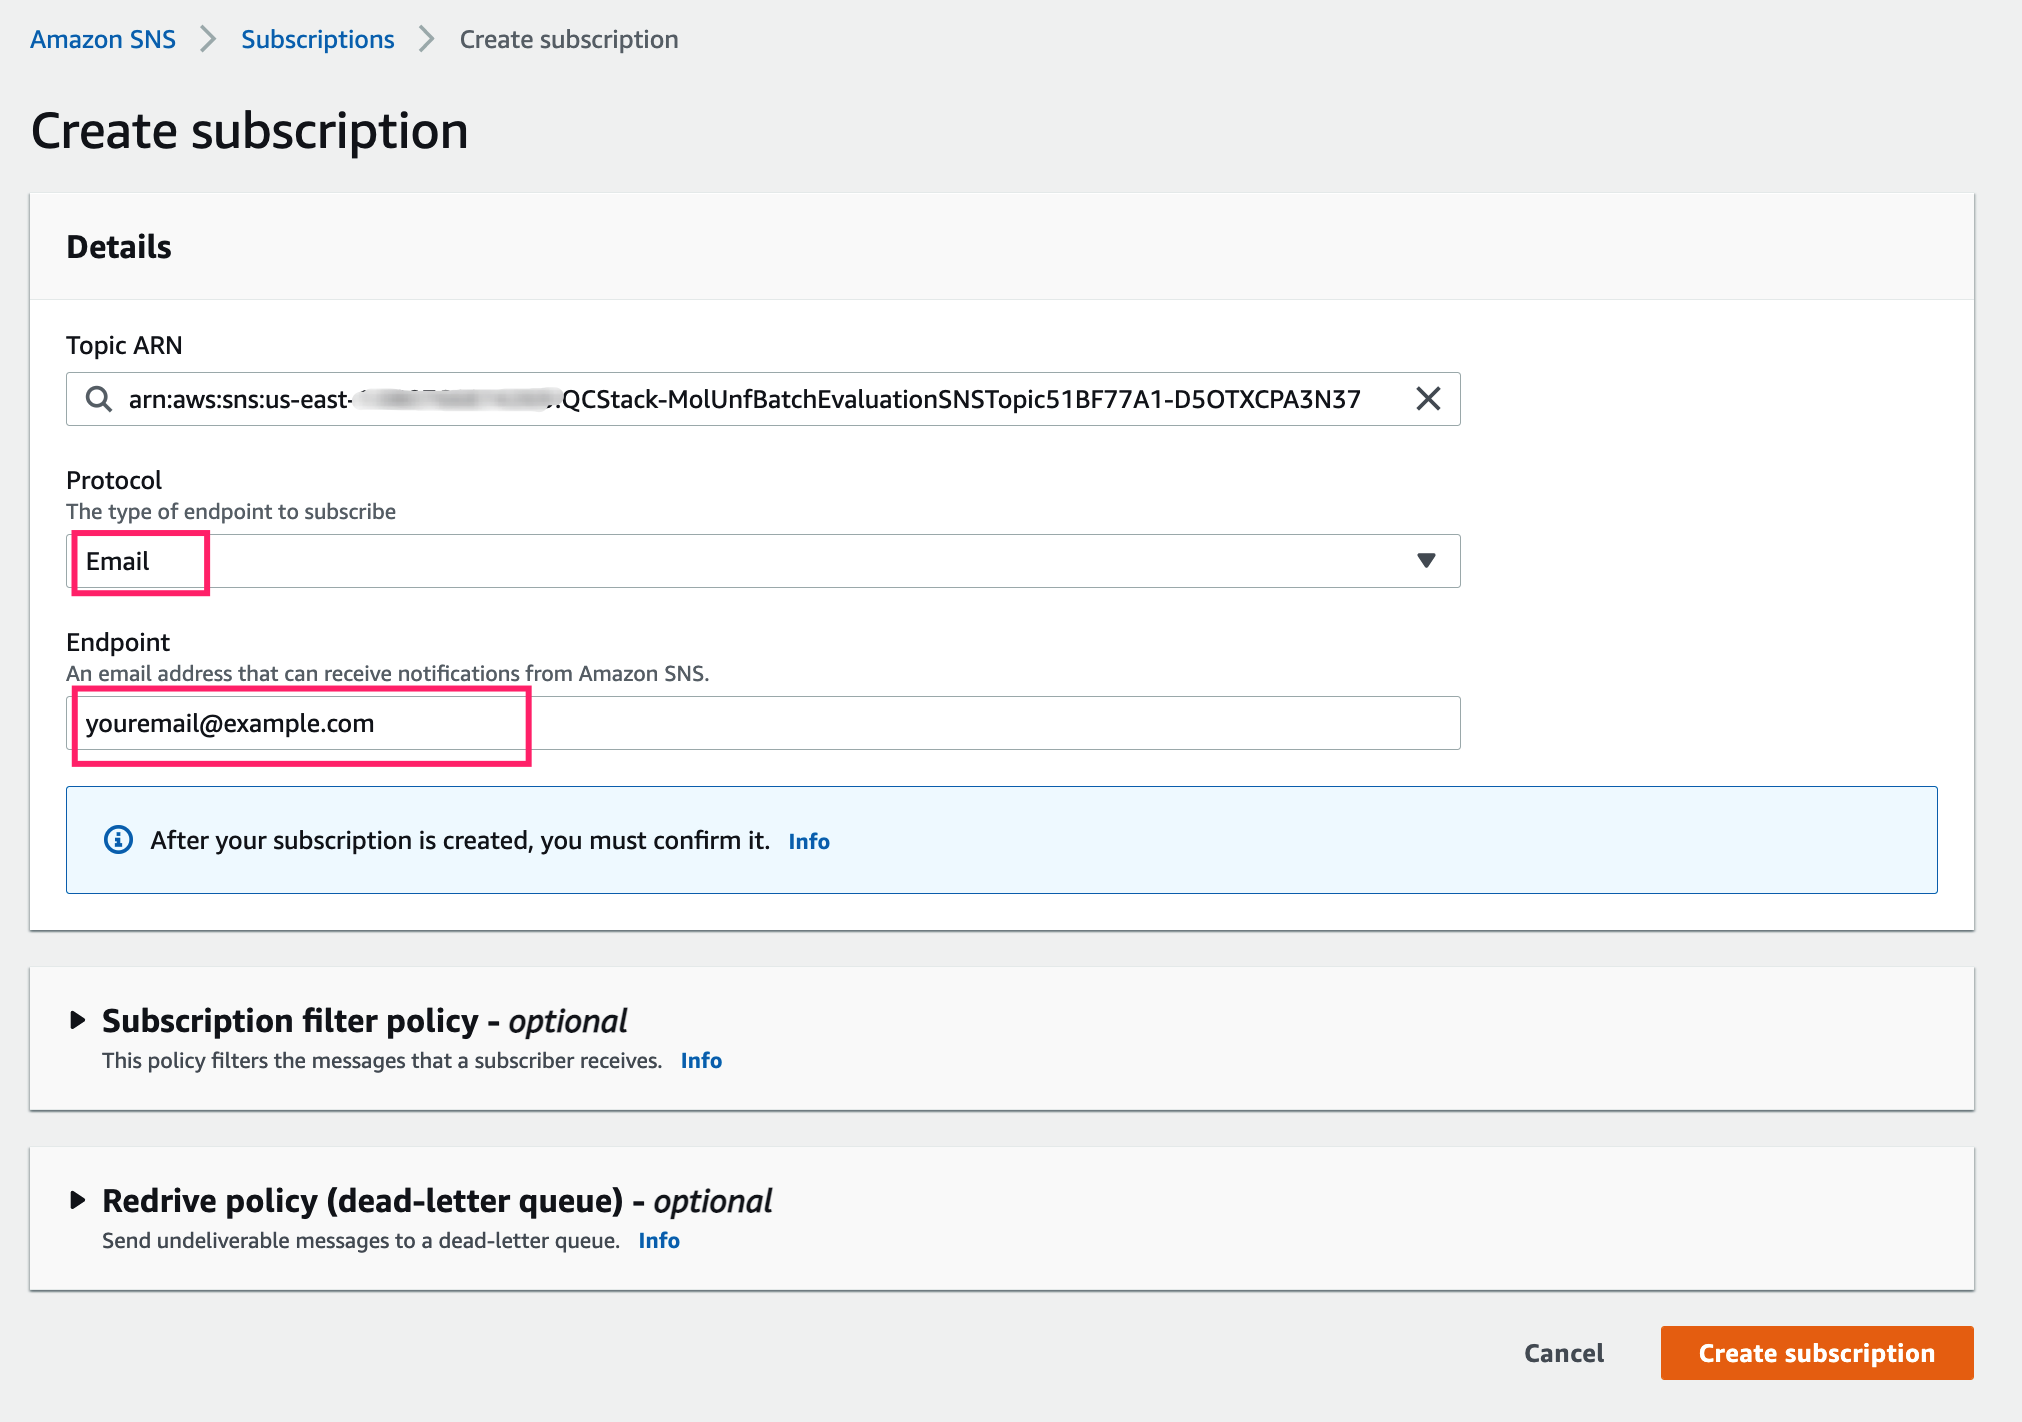 Amazon SNS > Subscriptions > Create subscription
Create subscription
Details
Topic ARN
arn:aws:sns:us-east- :QCStack-MolUnfBatchEvaluationSNSTopic51BF77A1-D5OTXCPA3N37
Protocol
The type of endpoint to subscribe
Email
Endpoint
An email address that can receive notifications from Amazon SNS.
youremail@example.com
After your subscription is created, you must confirm it. Info
Subscription filter policy - optional
This policy filters the messages that a subscriber receives. Info
Redrive policy (dead-letter queue) - optional
Send undeliverable messages to a dead-letter queue. Info
Cancel Create subscription